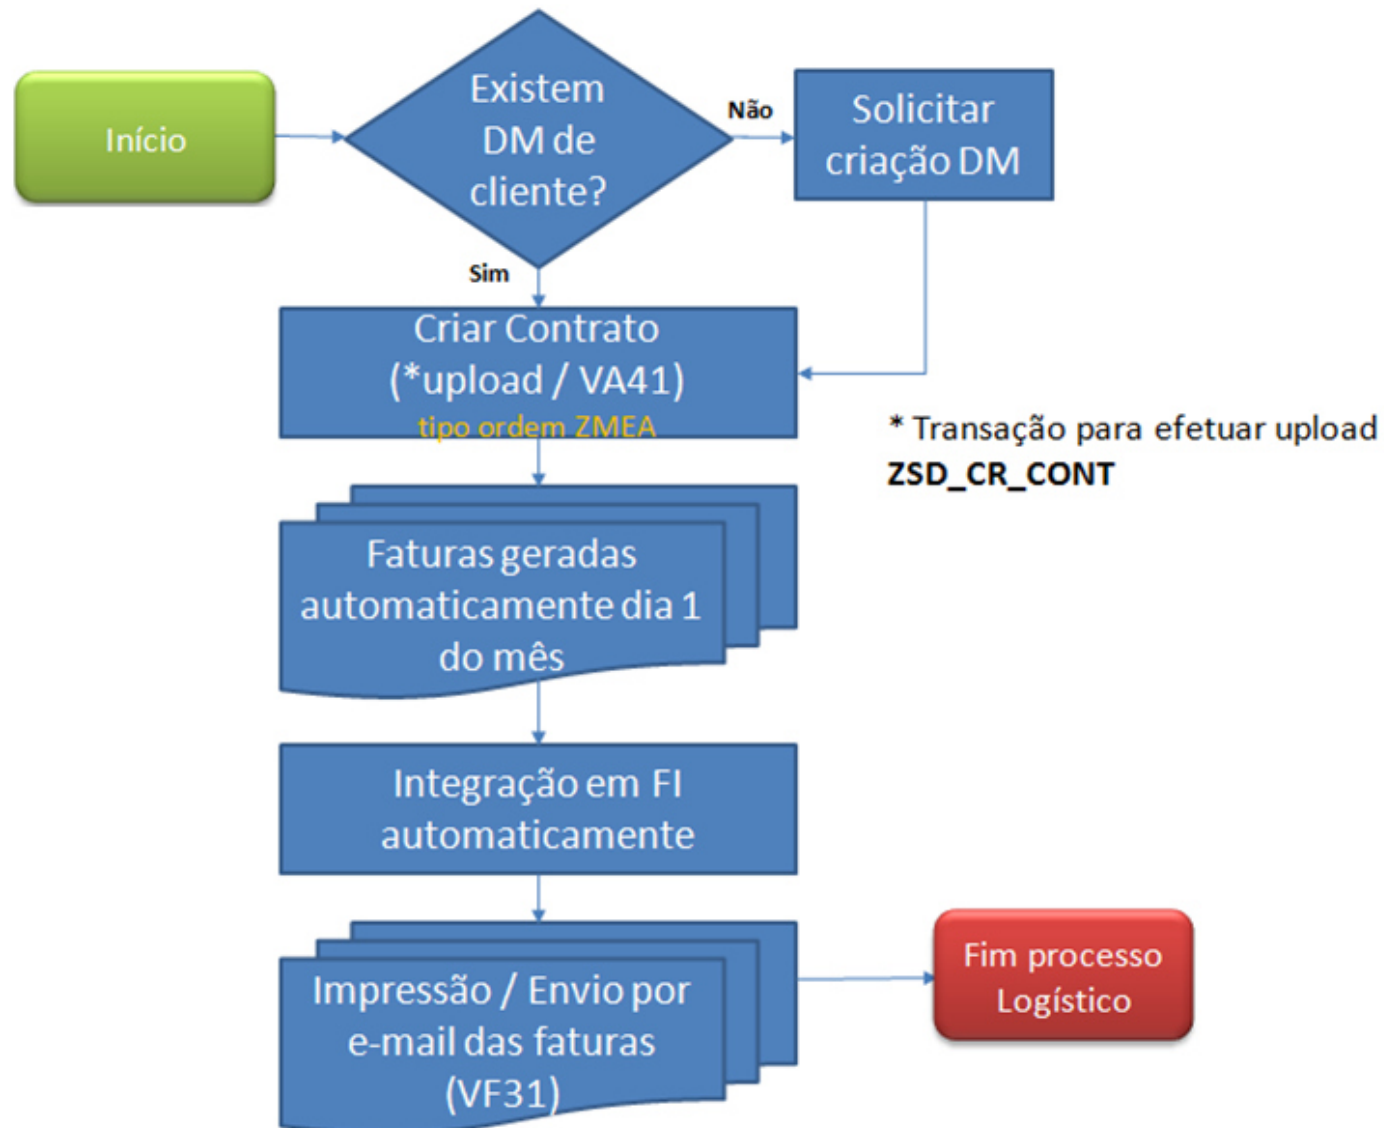 Início
Existem
DM de
cliente?
Não
Solicitar
criação DM
Sim
Criar Contrato
(*upload / VA41)
tipo ordem ZMEA
* Transação para efetuar upload
ZSD_CR_CONT
Faturas geradas
automaticamente dia 1
do mês
Integração em FI
automaticamente
Impressão / Envio por
e-mail das faturas
(VF31)
Fim processo
Logístico